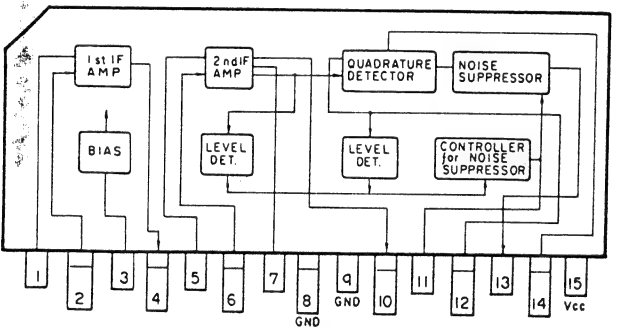 1st IF
AMP
2nd IF
AMP
QUADRATURE
DETECTOR
NOISE
SUPPRESSOR
BIAS
LEVEL
DET.
LEVEL
DET.
CONTROLLER
for NOISE
SUPPRESSOR
1
2
3
4
5
6
7
8
GND
9
GND
10
11
12
13
14
15
Vcc